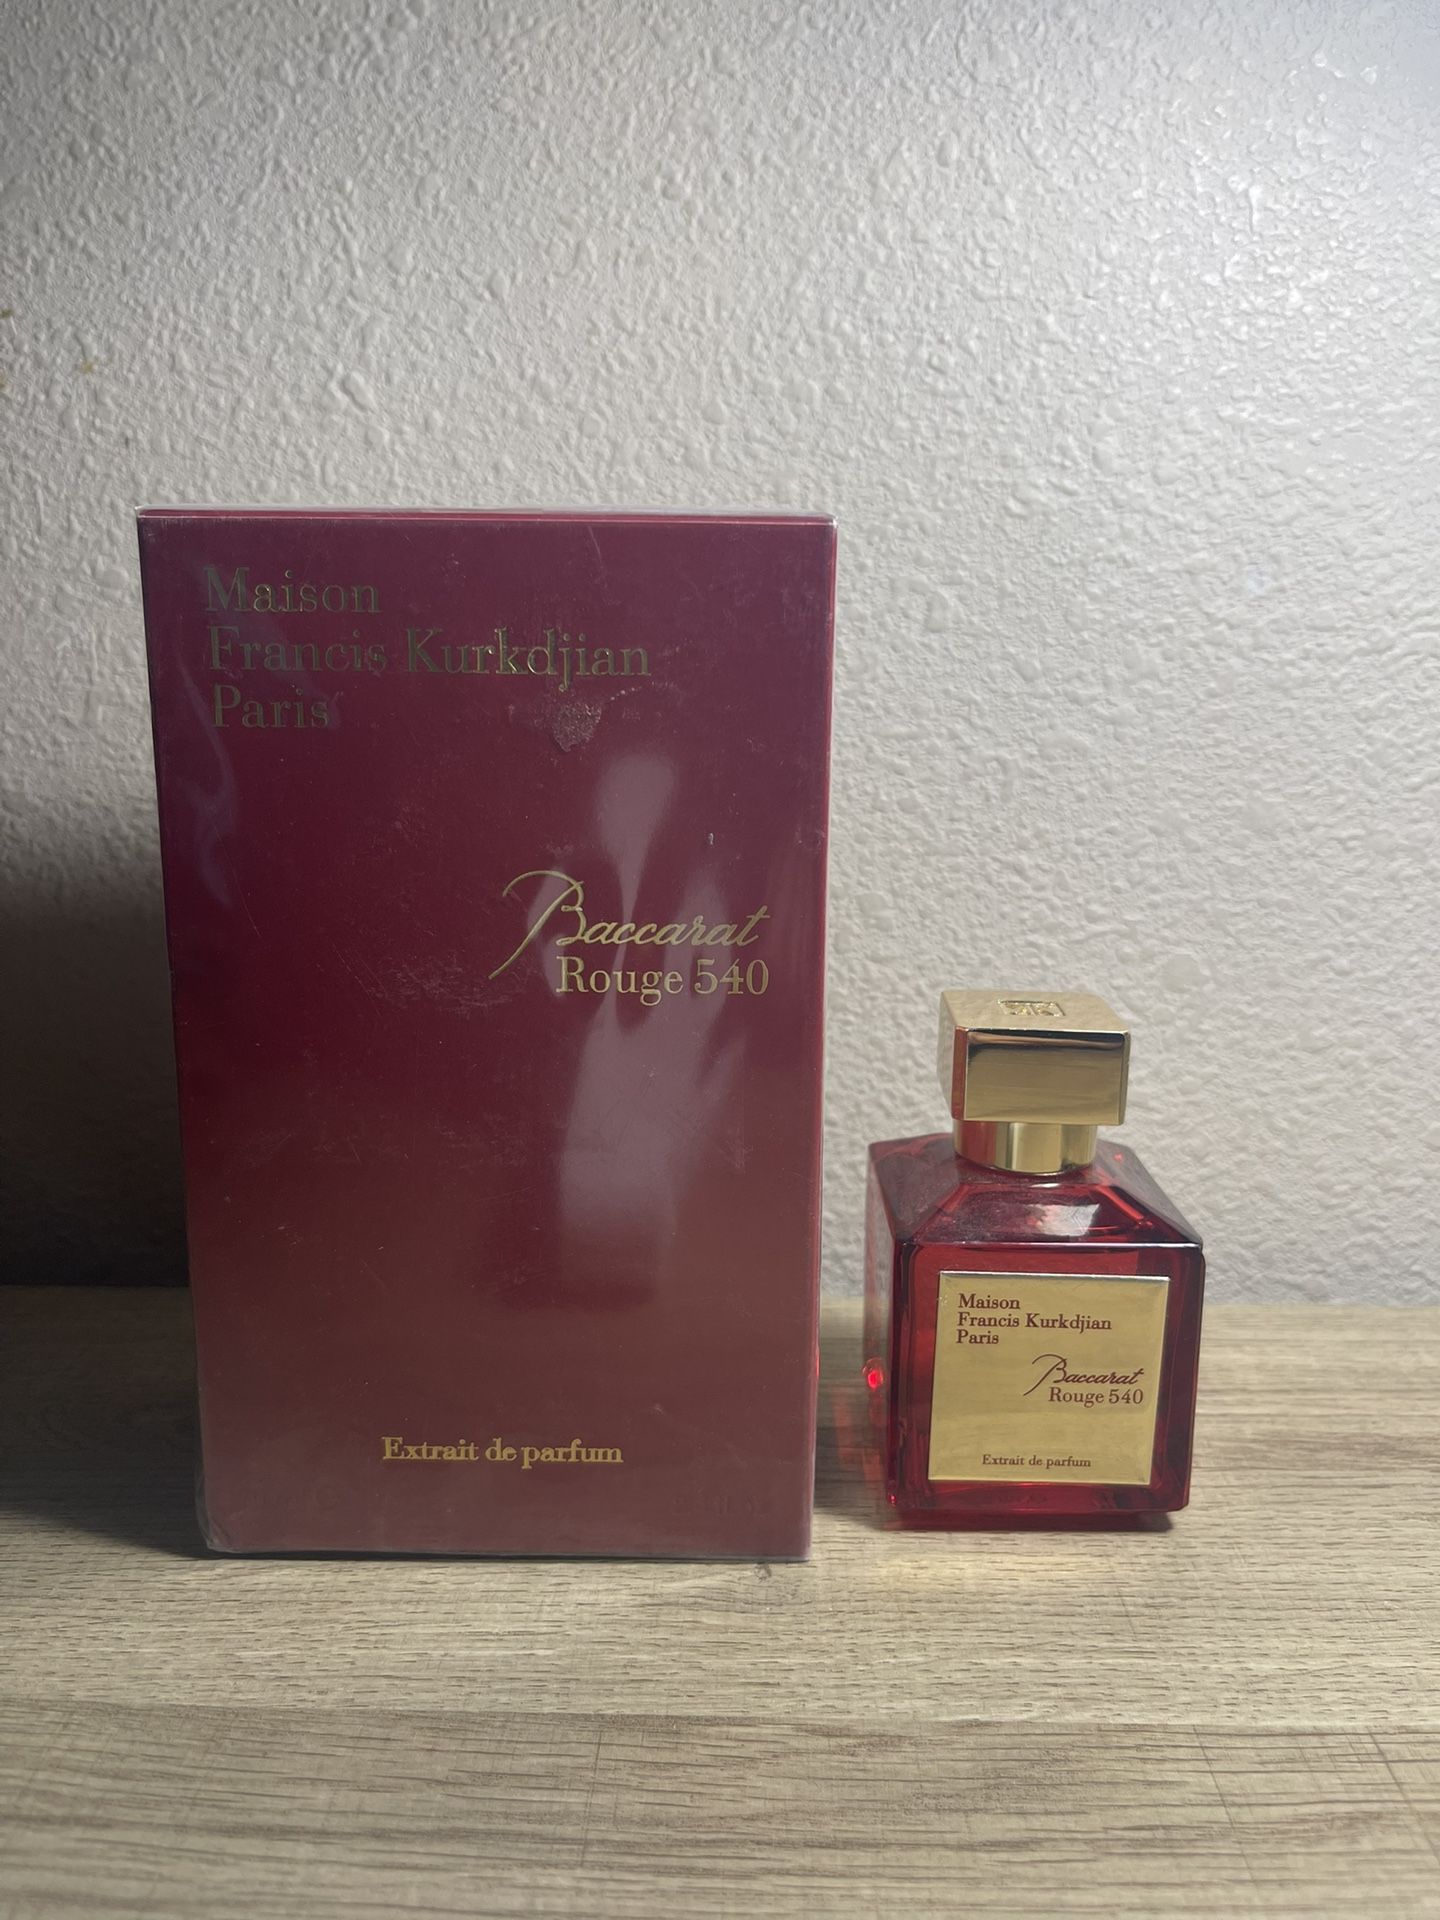 Maison
Francis Kurkdjian
Paris
Baccarat
Rouge 540
Extrait de parfum
Maison
Francis Kurkdjian
Paris
Baccarat
Rouge 540
Extrait de parfum